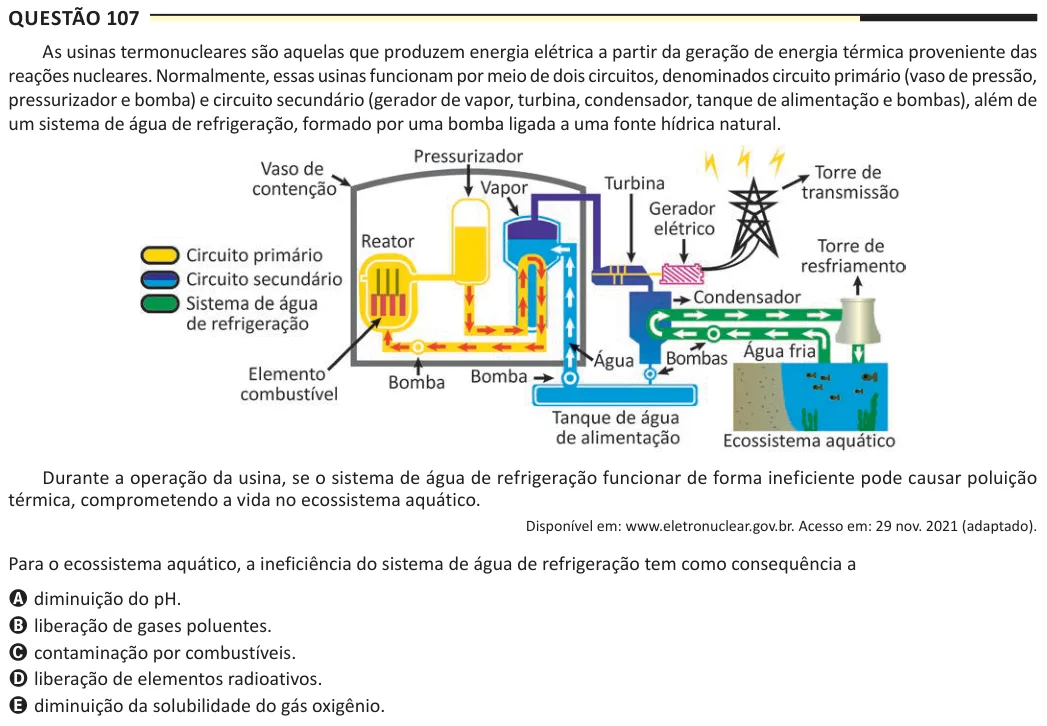 QUESTÃO 107
As usinas termonucleares são aquelas que produzem energia elétrica a partir da geração de energia térmica proveniente das
reações nucleares. Normalmente, essas usinas funcionam por meio de dois circuitos, denominados circuito primário (vaso de pressão,
pressurizador e bomba) e circuito secundário (gerador de vapor, turbina, condensador, tanque de alimentação e bombas), além de
um sistema de água de refrigeração, formado por uma bomba ligada a uma fonte hídrica natural.
Pressurizador
Vaso de
contenção
Vapor
Turbina
Torre de
transmissão
Gerador
elétrico
Reator
Torre de
resfriamento
Circuito primário
Circuito secundário
Sistema de água
de refrigeração
Condensador
Água
Bombas
Água fria
Elemento
combustível
Bomba
Bomba
Tanque de água
de alimentação
Ecossistema aquático
Durante a operação da usina, se o sistema de água de refrigeração funcionar de forma ineficiente pode causar poluição
térmica, comprometendo a vida no ecossistema aquático.
Disponível em: www.eletronuclear.gov.br. Acesso em: 29 nov. 2021 (adaptado).
Para o ecossistema aquático, a ineficiência do sistema de água de refrigeração tem como consequência a
A diminuição do pH.
B liberação de gases poluentes.
C contaminação por combustíveis.
D liberação de elementos radioativos.
E diminuição da solubilidade do gás oxigênio.